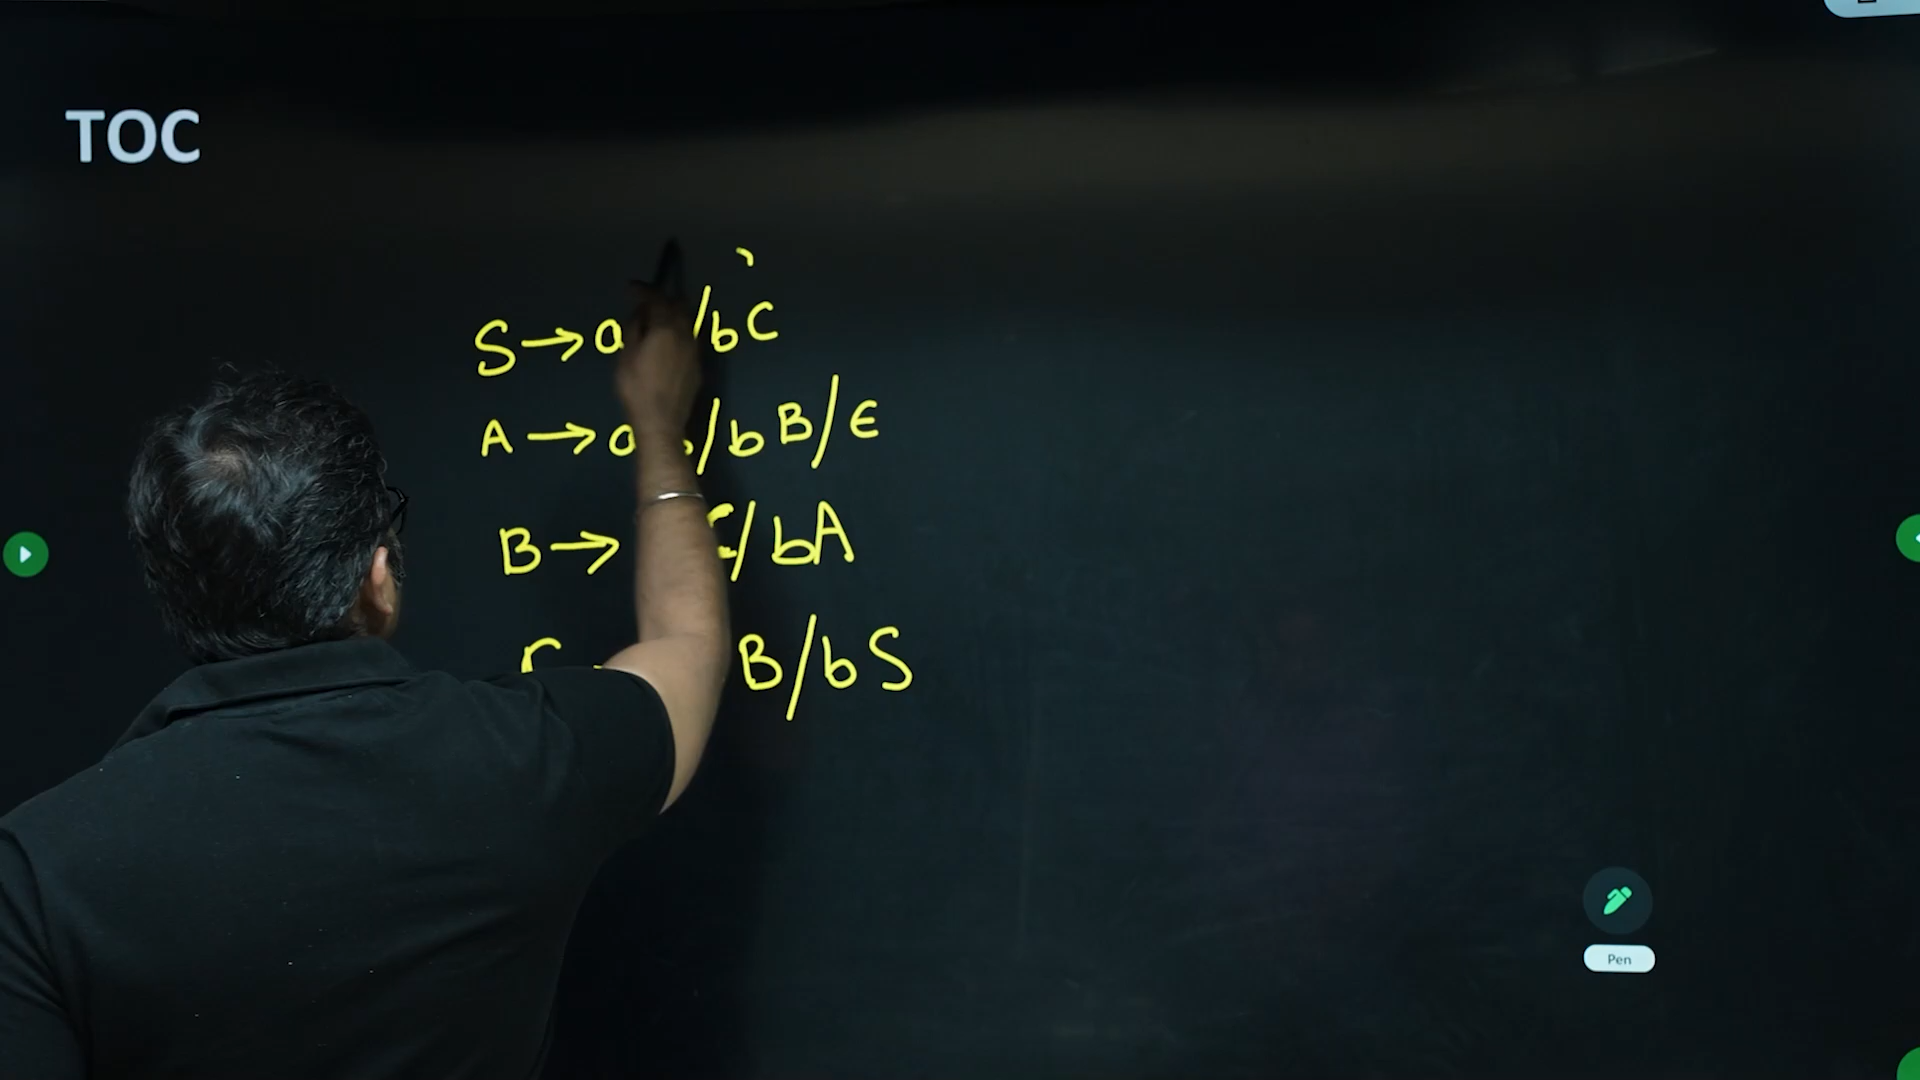 TOC
S → a /bC
A → a /bB/ε
B → /bA
B/bS
Pen